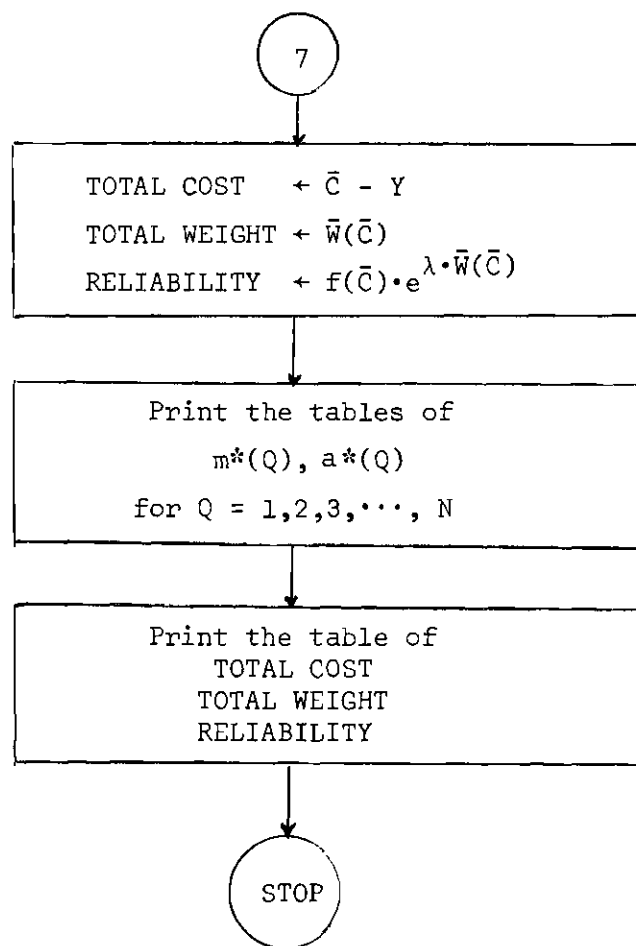 7
TOTAL COST ← C̄ - Y
TOTAL WEIGHT ← W̄(C̄)
RELIABILITY ← f(C̄)·e^λ·W̄(C̄)
Print the tables of
m*(Q), a*(Q)
for Q = 1,2,3,···, N
Print the table of
TOTAL COST
TOTAL WEIGHT
RELIABILITY
STOP